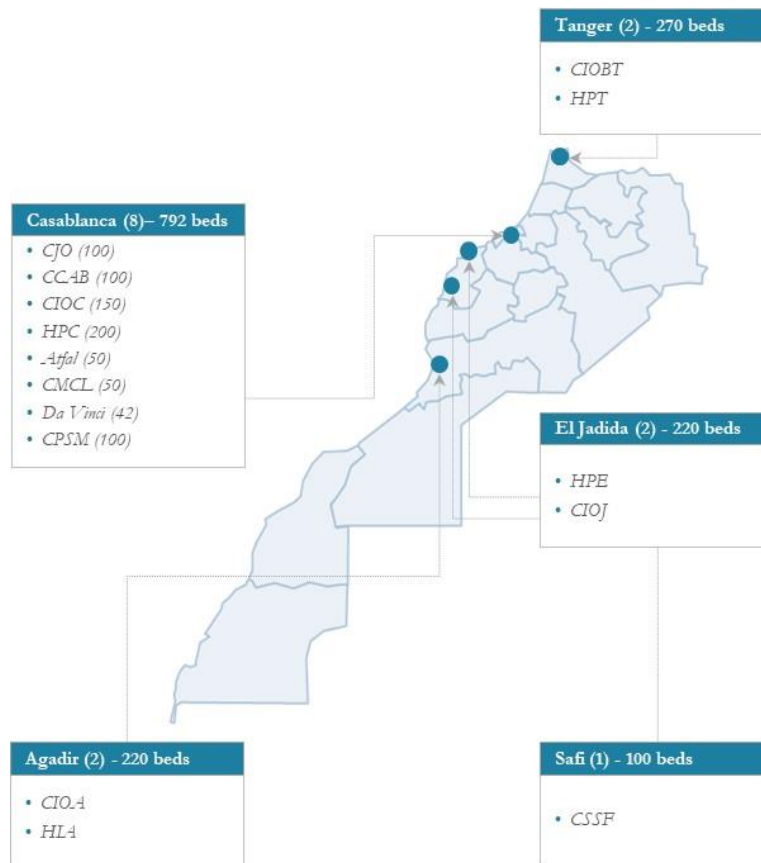 Tanger (2) - 270 beds
• CIOBT
• HPT
Casablanca (8)– 792 beds
• CJO (100)
• CCAB (100)
• CIOC (150)
• HPC (200)
• Atfal (50)
• CMCL (50)
• Da Vinci (42)
• CPSM (100)
El Jadida (2) - 220 beds
• HPE
• CIOJ
Agadir (2) - 220 beds
• CIOA
• HLA
Safi (1) - 100 beds
• CSSF